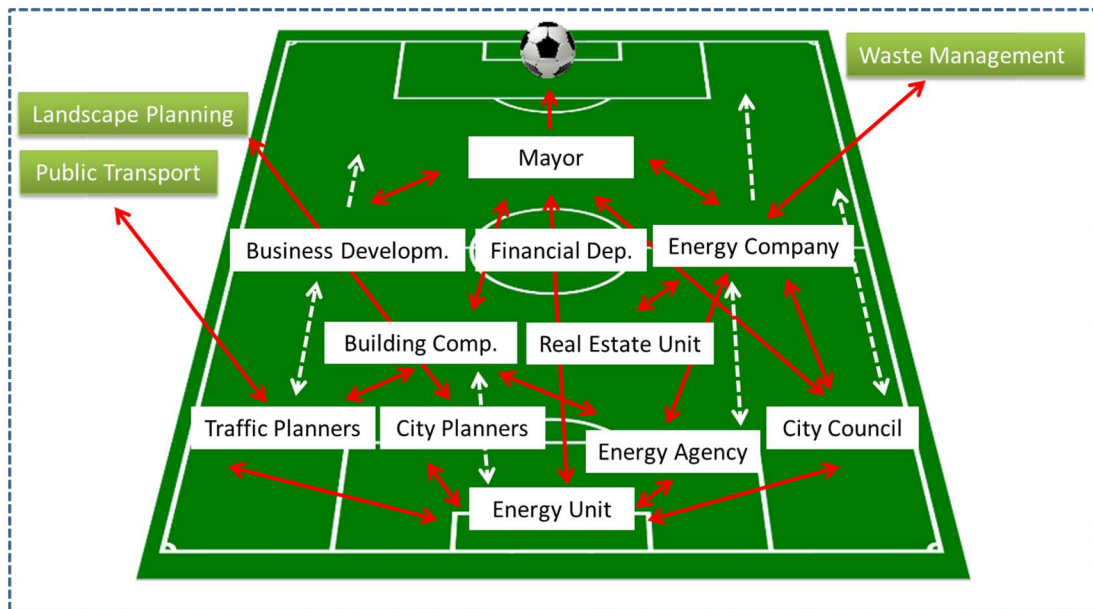 Waste Management
Landscape Planning
Public Transport
Mayor
Business Developm.
Financial Dep.
Energy Company
Building Comp.
Real Estate Unit
Traffic Planners
City Planners
Energy Agency
City Council
Energy Unit